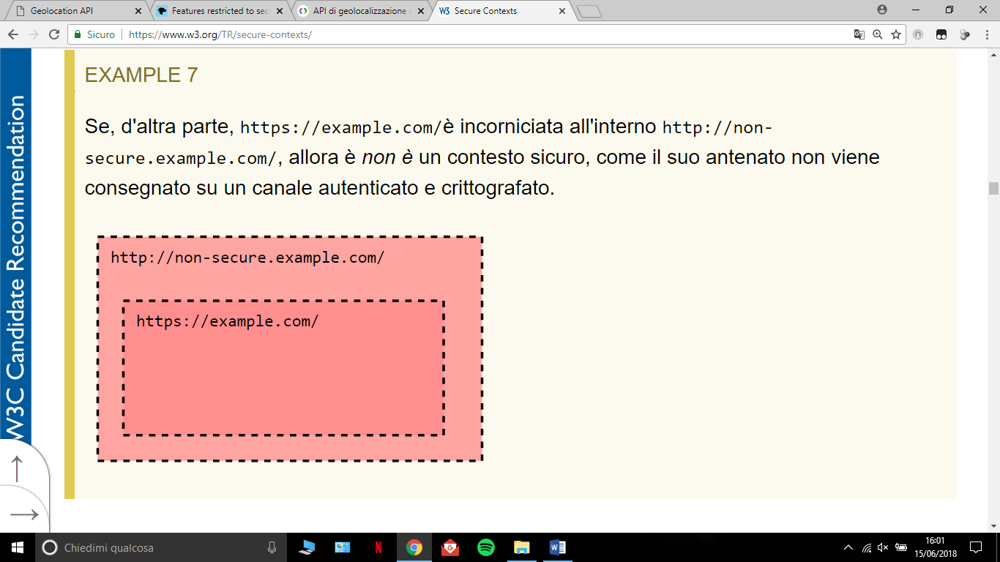 Geolocation API
Features restricted to sec
API di geolocalizzazione
W3 Secure Contexts
Sicuro https://www.w3.org/TR/secure-contexts/
W3C Candidate Recommendation
EXAMPLE 7
Se, d'altra parte, https://example.com/è incorniciata all'interno http://non-
secure.example.com/, allora è non è un contesto sicuro, come il suo antenato non viene
consegnato su un canale autenticato e crittografato.
http://non-secure.example.com/
https://example.com/
Chiedimi qualcosa
16:01
15/06/2018